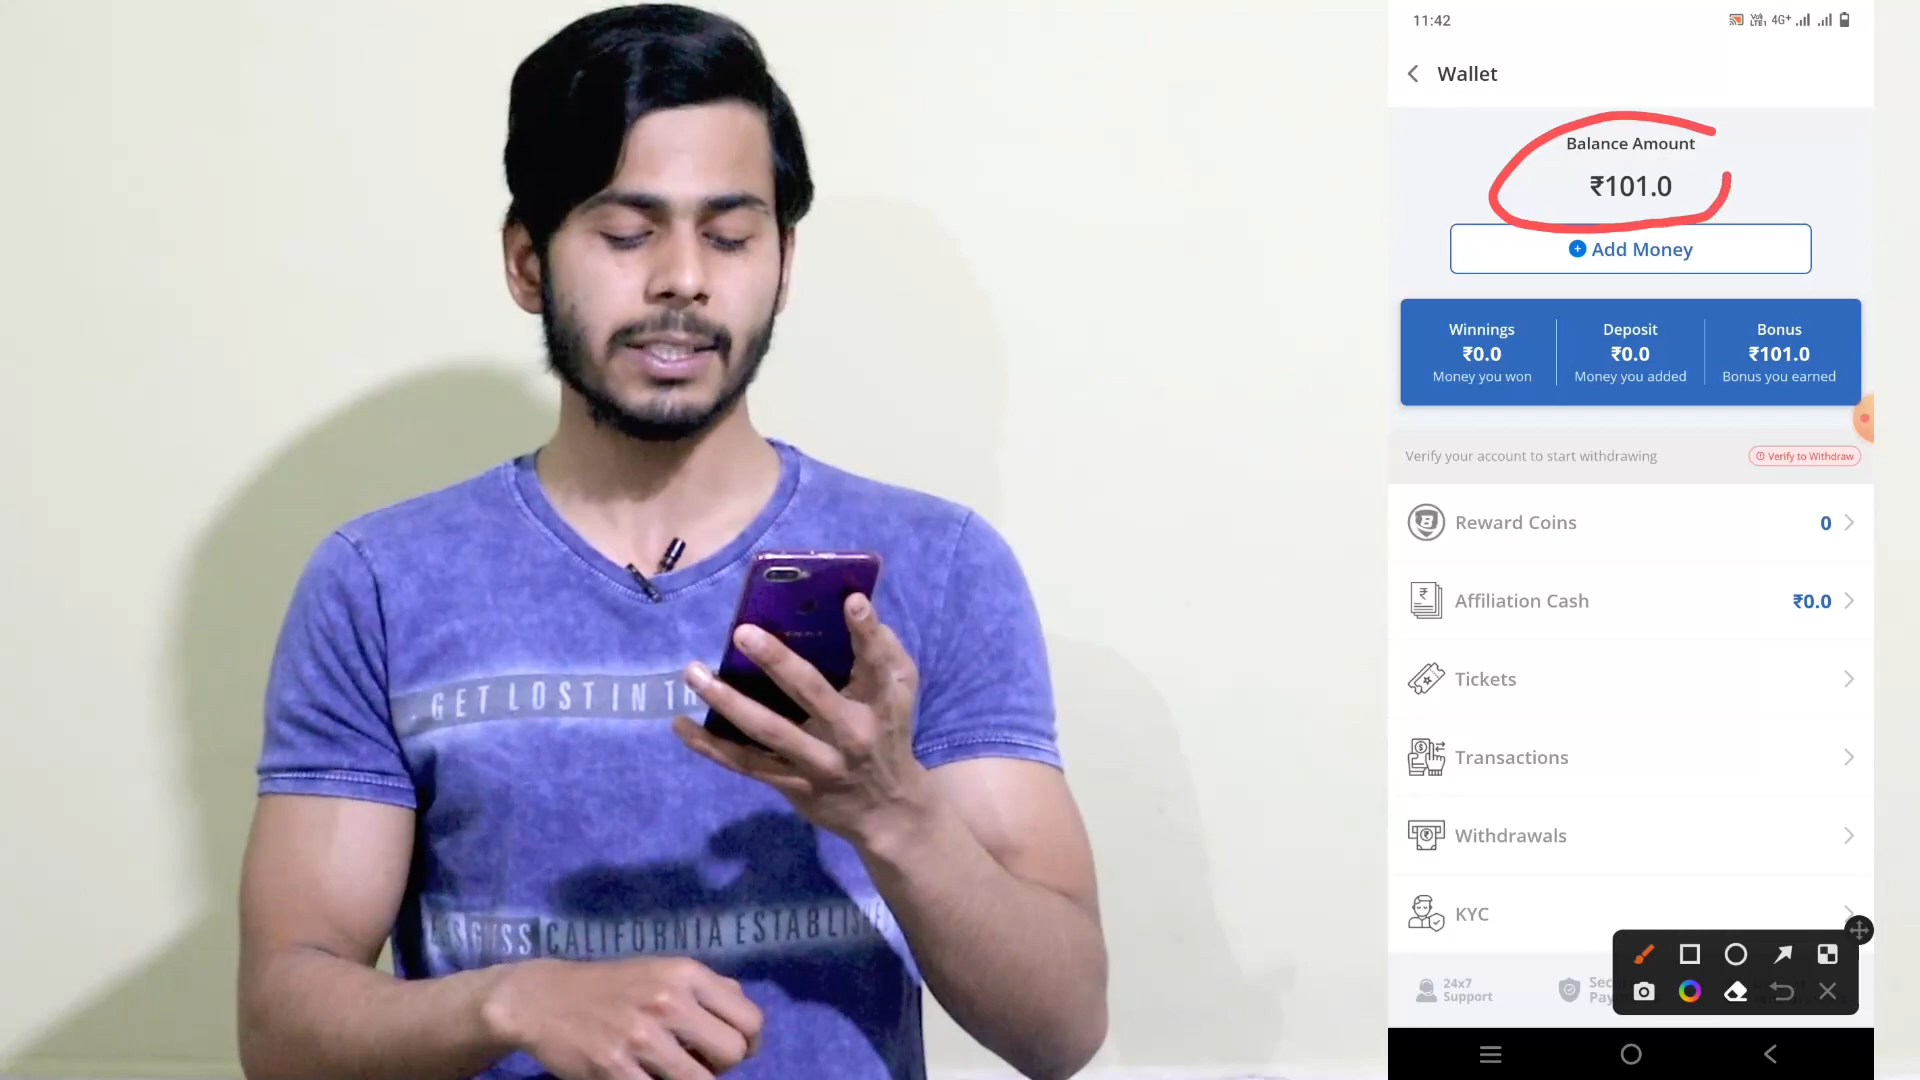 11:42
4G+
Wallet
Balance Amount
₹101.0
Add Money
Winnings
₹0.0
Money you won
Deposit
₹0.0
Money you added
Bonus
₹101.0
Bonus you earned
Verify your account to start withdrawing
Verify to Withdraw
Reward Coins
0
Affiliation Cash
₹0.0
Tickets
Transactions
Withdrawals
KYC
24x7
Support
GET LOST IN
CALIFORNIA ESTABLISHE